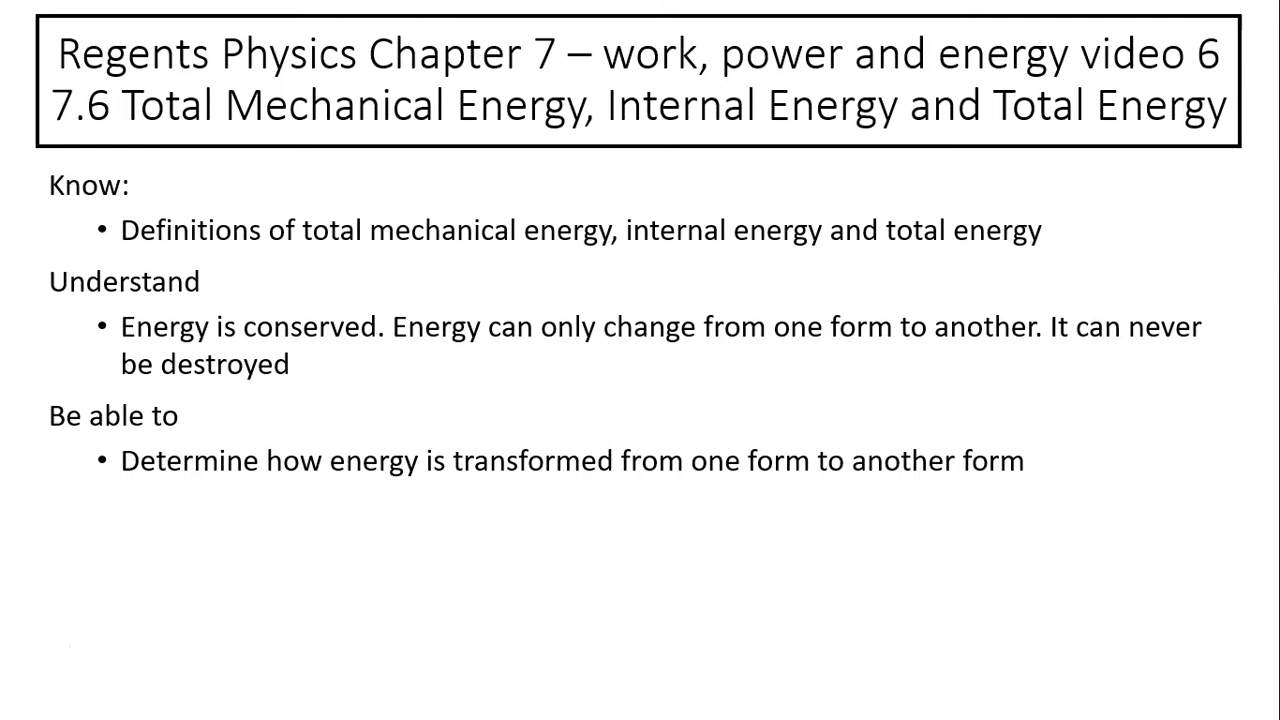 Regents Physics Chapter 7 – work, power and energy video 6
7.6 Total Mechanical Energy, Internal Energy and Total Energy
Know:
• Definitions of total mechanical energy, internal energy and total energy
Understand
• Energy is conserved. Energy can only change from one form to another. It can never
be destroyed
Be able to
• Determine how energy is transformed from one form to another form